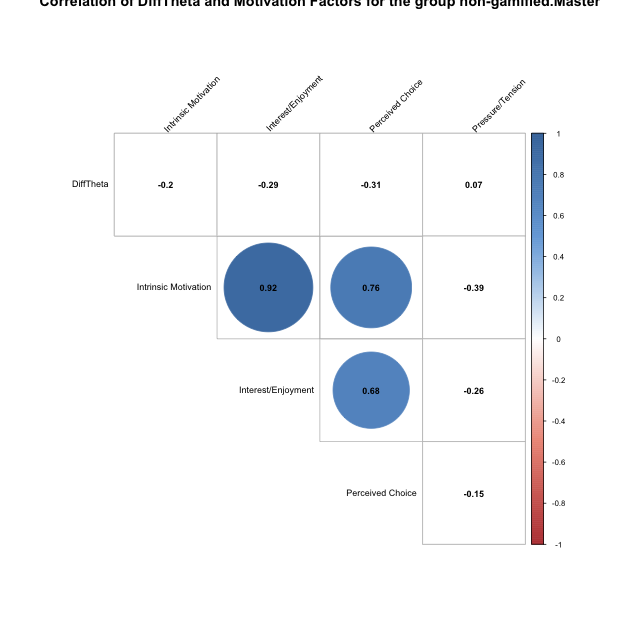 Correlation of DiffTheta and Motivation Factors for the group non-gamified.Master
Intrinsic Motivation
Interest/Enjoyment
Perceived Choice
Pressure/Tension
DiffTheta
-0.2
-0.29
-0.31
0.07
Intrinsic Motivation
0.92
0.76
-0.39
Interest/Enjoyment
0.68
-0.26
Perceived Choice
-0.15
1
0.8
0.6
0.4
0.2
0
-0.2
-0.4
-0.6
-0.8
-1